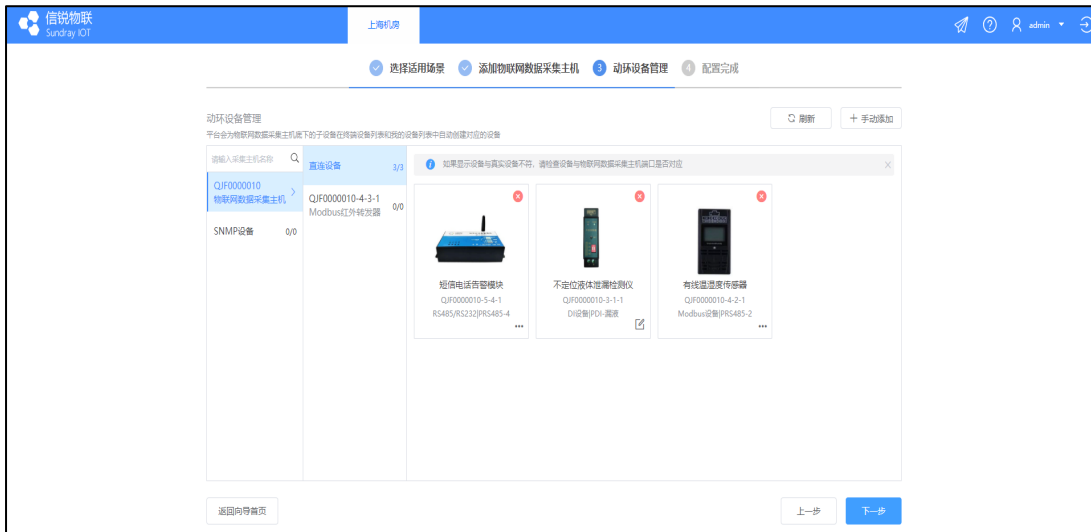 信锐物联
Sundray IOT
上海机房
admin
选择适用场景
添加物联网数据采集主机
3 动环设备管理
4 配置完成
动环设备管理
平台会为物联网数据采集主机底下的子设备在终端设备列表和我的设备列表中自动创建对应的设备
刷新
手动添加
请输入采集主机名称
QJF0000010
物联网数据采集主机
SNMP设备 0/0
直连设备 3/3
QJF0000010-4-3-1
Modbus红外转发器 0/0
如果显示设备与真实设备不符，请检查设备与物联网数据采集主机端口是否对应
短信电话告警模块
QJF0000010-5-4-1
RS485/RS232|PRS485-4
不定位液体泄漏检测仪
QJF0000010-3-1-1
DI设备|PDI-漏液
有线温湿度传感器
QJF0000010-4-2-1
Modbus设备|PRS485-2
返回向导首页
上一步
下一步